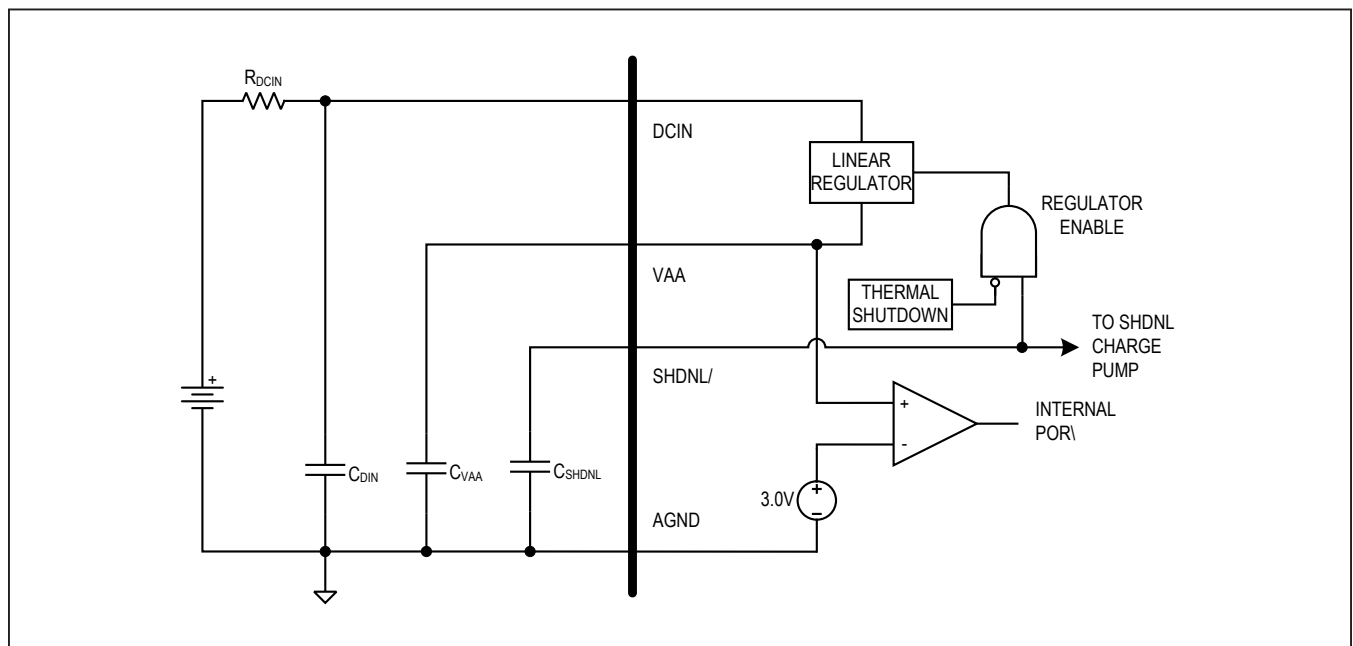 RDCIN
DCIN
LINEAR
REGULATOR
REGULATOR
ENABLE
VAA
THERMAL
SHUTDOWN
TO SHDNL
CHARGE
PUMP
SHDNL/
+
+
-
INTERNAL
POR\
CDIN
CVAA
CSHDNL
3.0V
+
−
AGND